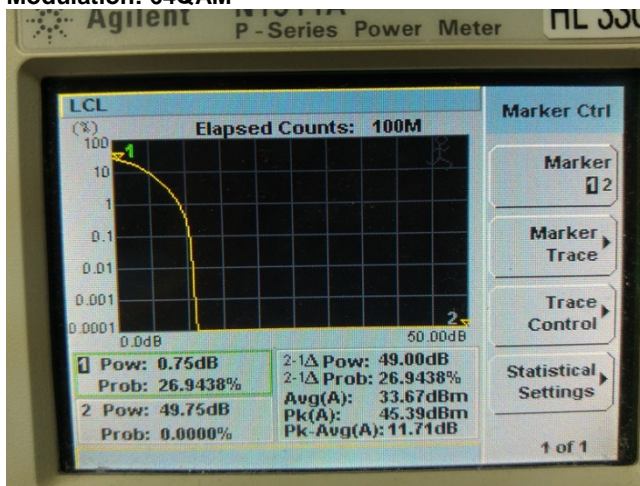 Modulation: 64QAM
Agilent
P-Series Power Meter
LCL
Marker Ctrl
(%)
Elapsed Counts: 100M
100
1
10
1
0.1
0.01
0.001
0.0001
2
0.0dB
50.00dB
Marker
1 2
Marker
Trace
Trace
Control
Statistical
Settings
1 of 1
1 Pow: 0.75dB
Prob: 26.9438%
2 Pow: 49.75dB
Prob: 0.0000%
2-1Δ Pow: 49.00dB
2-1Δ Prob: 26.9438%
Avg(A): 33.67dBm
Pk(A): 45.39dBm
Pk-Avg(A): 11.71dB